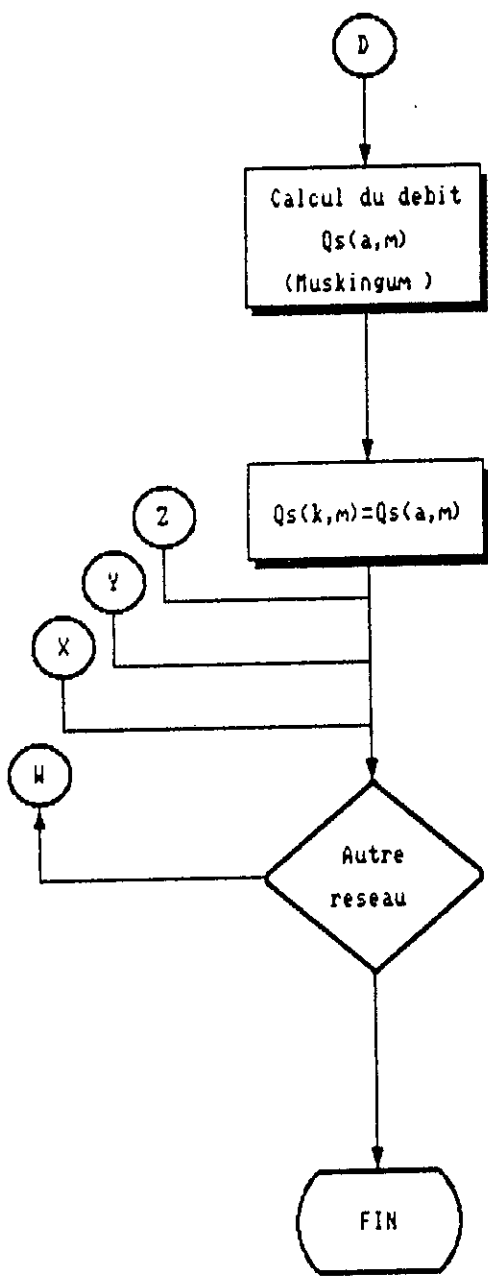 D
Calcul du debit
Qs(a,m)
(Muskingum )
Qs(k,m)=Qs(a,m)
Z
Y
X
W
Autre
reseau
FIN